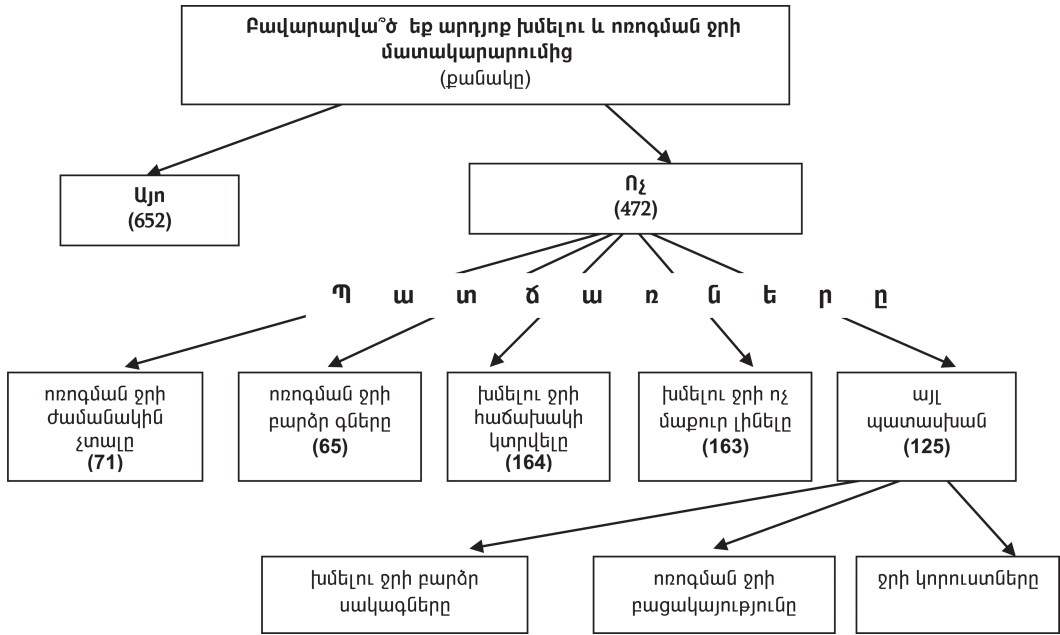 Բավարարվա՞ծ եք արդյոք խմելու և ոռոգման ջրի
մատակարարումից
(քանակը)
Այո
(652)
Ոչ
(472)
Պատճառները
ոռոգման ջրի
ժամանակին
չտալը
(71)
ոռոգման ջրի
բարձր գները
(65)
խմելու ջրի
հաճախակի
կտրվելը
(164)
խմելու ջրի ոչ
մաքուր լինելը
(163)
այլ
պատասխան
(125)
խմելու ջրի բարձր
սակագները
ոռոգման ջրի
բացակայությունը
ջրի կորուստները